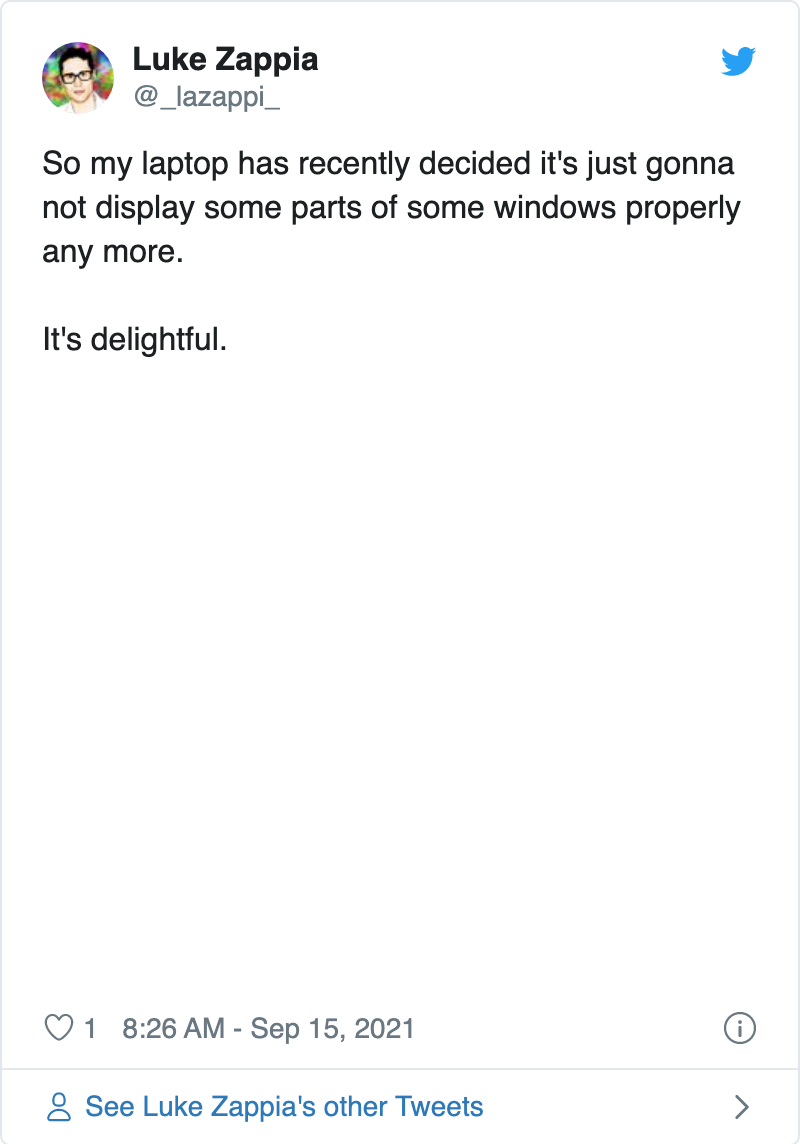 Luke Zappia
@_lazappi_
So my laptop has recently decided it's just gonna
not display some parts of some windows properly
any more.
It's delightful.
1 8:26 AM - Sep 15, 2021
See Luke Zappia's other Tweets